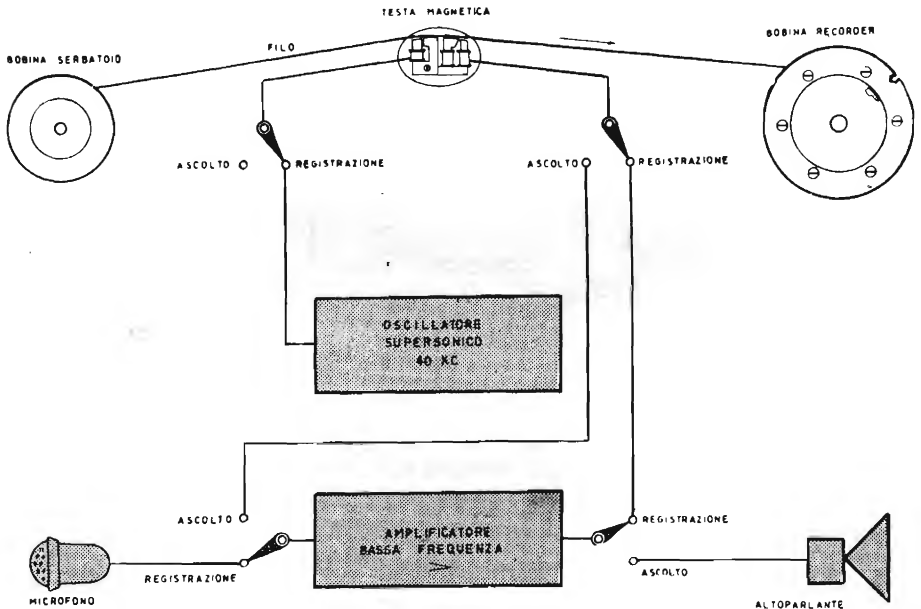 TESTA MAGNETICA
BOBINA RECORDER
FILO
BOBINA SERBATOIO
ASCOLTO
REGISTRAZIONE
ASCOLTO
REGISTRAZIONE
OSCILLATORE
SUPERSONICO
40 KC
ASCOLTO
REGISTRAZIONE
AMPLIFICATORE
BASSA FREQUENZA
>
REGISTRAZIONE
ASCOLTO
MICROFONO
ALTOPARLANTE